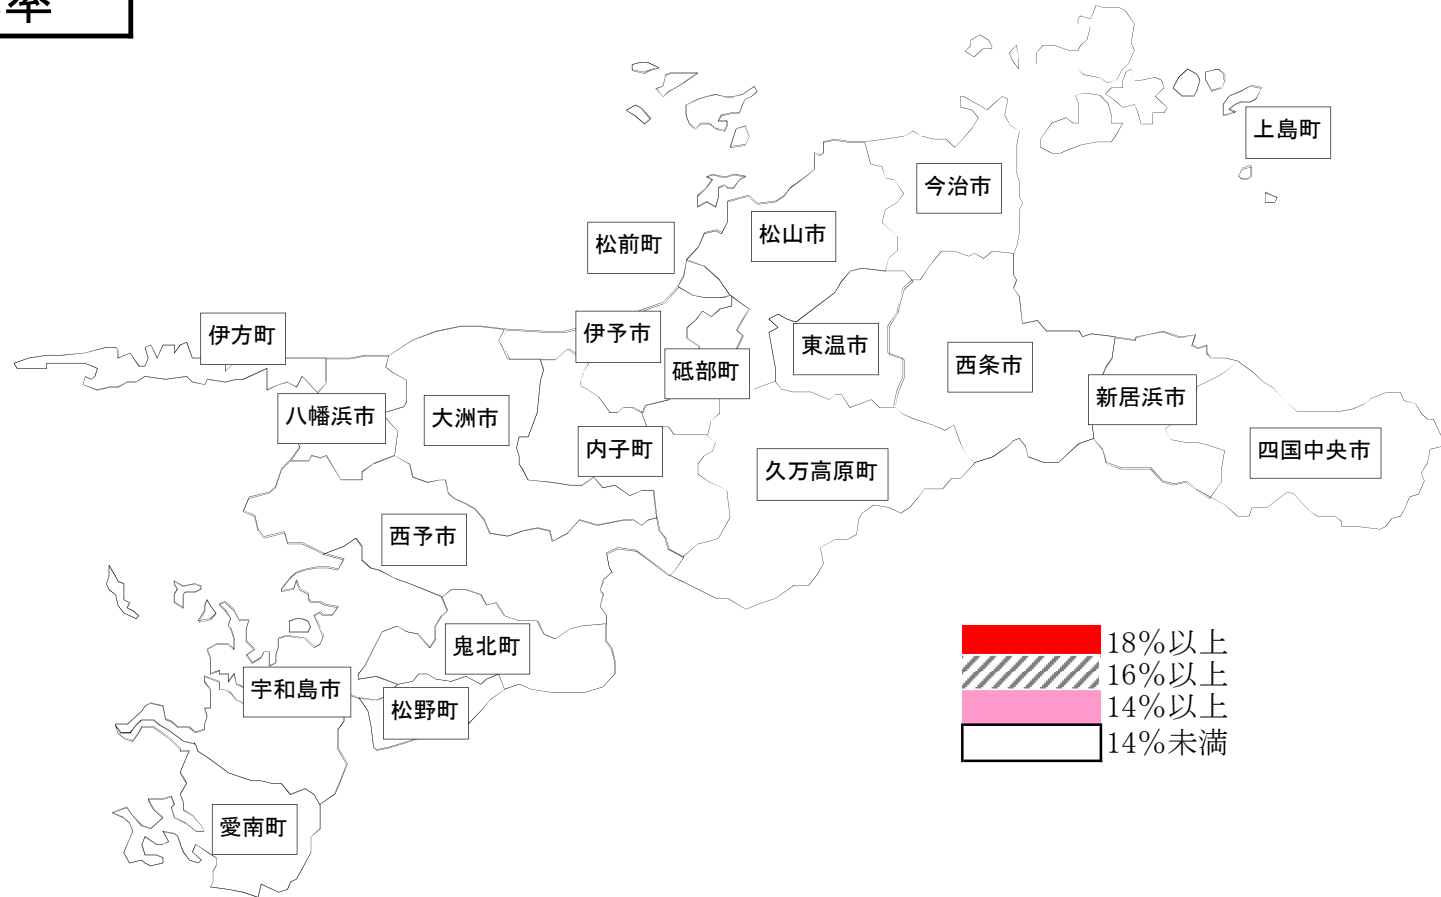 率
上島町
今治市
松山市
松前町
伊方町
伊予市
東温市
砥部町
西条市
新居浜市
八幡浜市
大洲市
内子町
四国中央市
久万高原町
西予市
鬼北町
宇和島市
松野町
愛南町
18%以上
16%以上
14%以上
14%未満